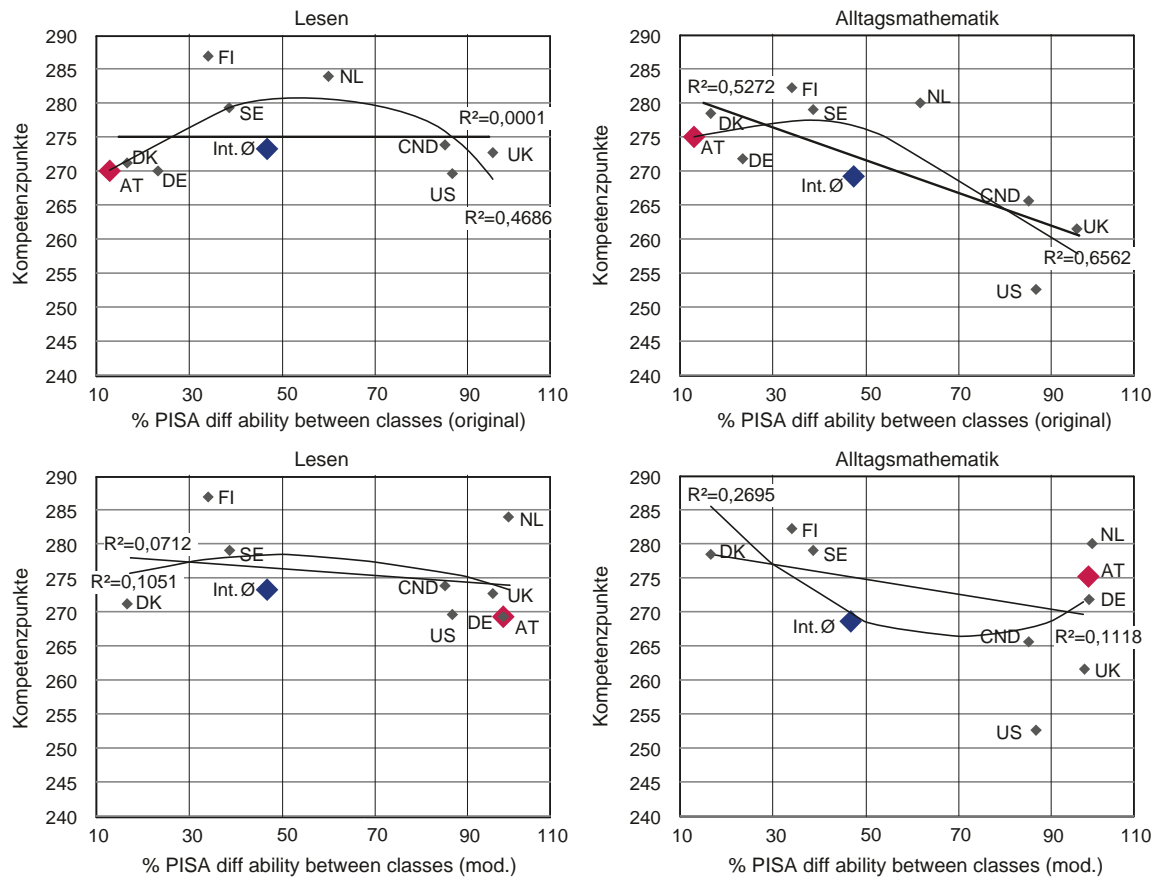 Lesen
290
285
280
275
270
265
260
255
250
245
240
Kompetenzpunkte
FI
NL
SE
R²=0,0001
Int.Ø
CND
UK
DK
AT
DE
US
R²=0,4686
10
30
50
70
90
110
% PISA diff ability between classes (original)
Alltagsmathematik
290
285
280
275
270
265
260
255
250
245
240
Kompetenzpunkte
R²=0,5272
FI
NL
SE
DK
AT
DE
Int.Ø
CND
UK
R²=0,6562
US
10
30
50
70
90
110
% PISA diff ability between classes (original)
Lesen
290
285
280
275
270
265
260
255
250
245
240
Kompetenzpunkte
FI
NL
R²=0,0712
SE
R²=0,1051
DK
Int.Ø
CND
UK
US
DE
AT
10
30
50
70
90
110
% PISA diff ability between classes (mod.)
Alltagsmathematik
290
285
280
275
270
265
260
255
250
245
240
Kompetenzpunkte
R²=0,2695
FI
NL
DK
SE
AT
DE
Int.Ø
CND
R²=0,1118
UK
US
10
30
50
70
90
110
% PISA diff ability between classes (mod.)